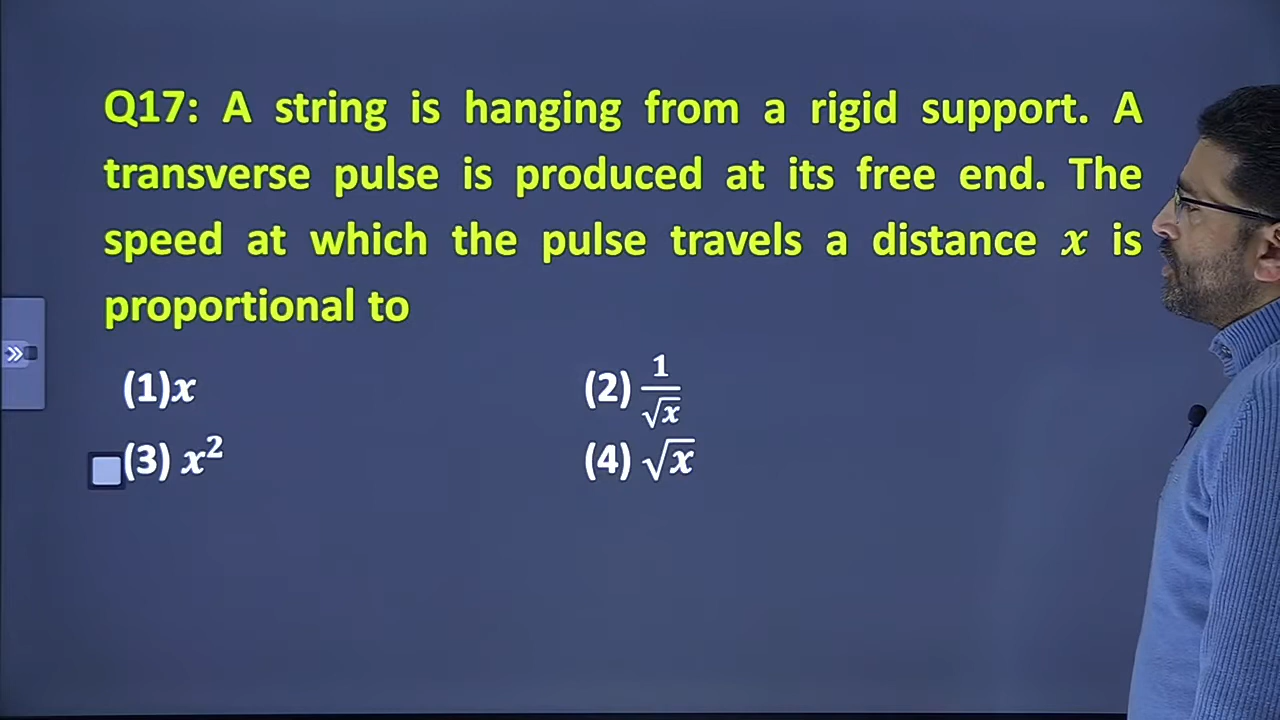 Q17: A string is hanging from a rigid support. A
transverse pulse is produced at its free end. The
speed at which the pulse travels a distance x is
proportional to
(1)x (2) 1/√x
(3) x² (4) √x